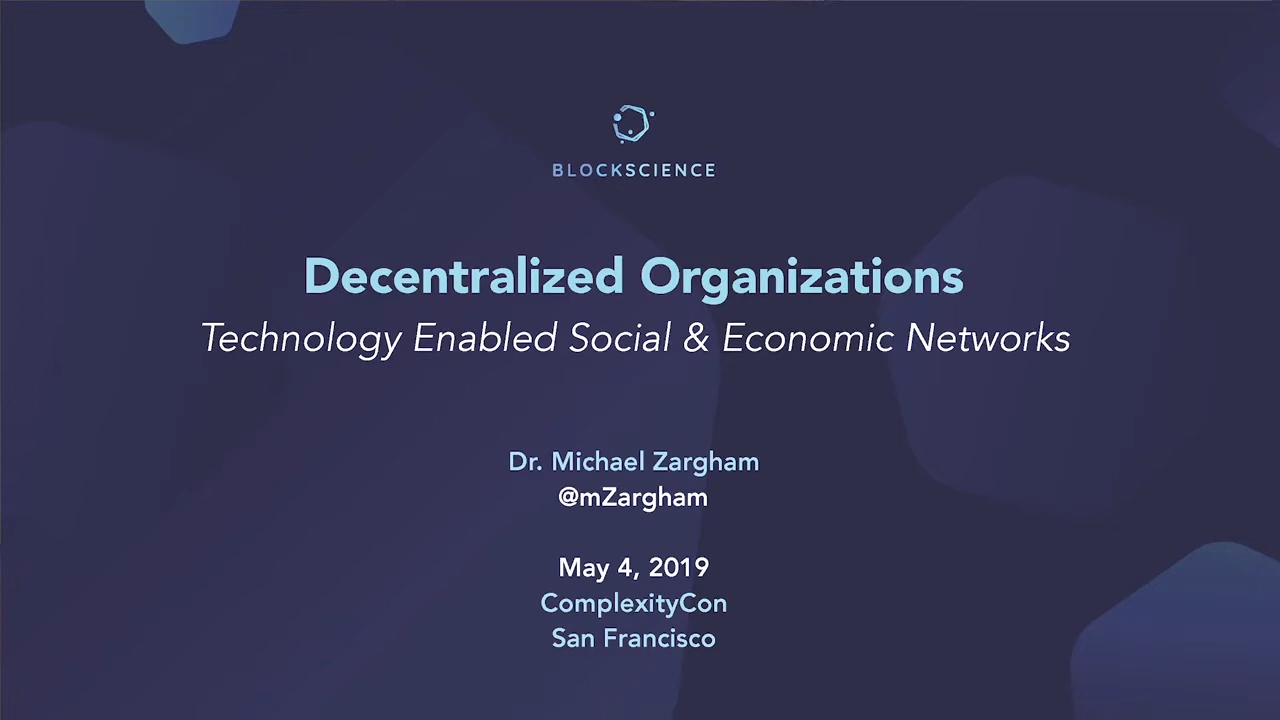 BLOCKSCIENCE
Decentralized Organizations
Technology Enabled Social & Economic Networks
Dr. Michael Zargham
@mZargham
May 4, 2019
ComplexityCon
San Francisco